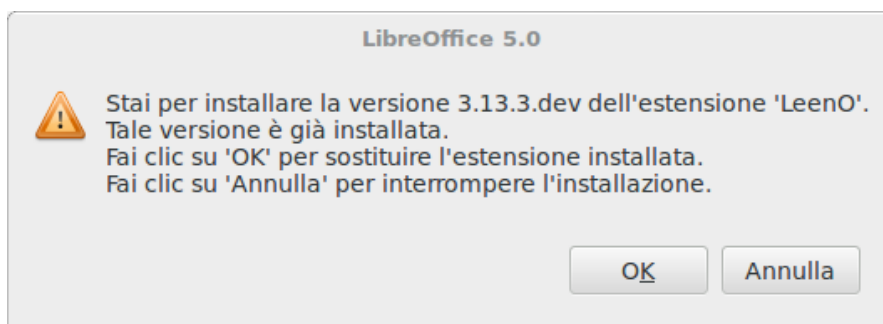 LibreOffice 5.0
Stai per installare la versione 3.13.3.dev dell'estensione 'LeenO'.
Tale versione è già installata.
Fai clic su 'OK' per sostituire l'estensione installata.
Fai clic su 'Annulla' per interrompere l'installazione.
OK
Annulla